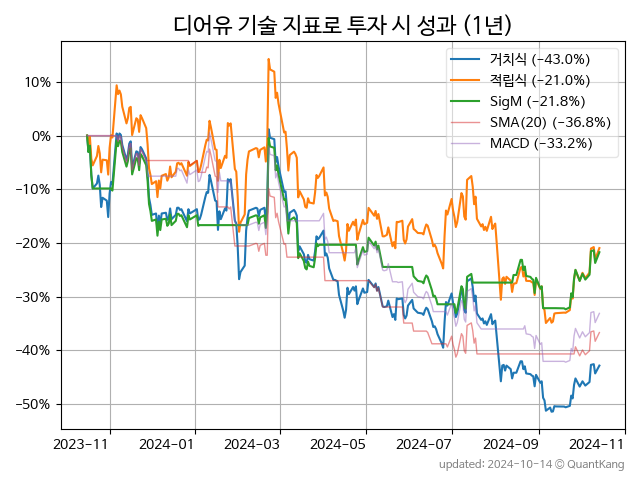 디어유 기술 지표로 투자 시 성과 (1년)
거치식 (−43.0%)
적립식 (−21.0%)
SigM (−21.8%)
SMA(20) (−36.8%)
MACD (−33.2%)
10%
0%
−10%
−20%
−30%
−40%
−50%
2023−11 2024−01 2024−03 2024−05 2024−07 2024−09 2024−11
updated: 2024-10-14 © QuantKang